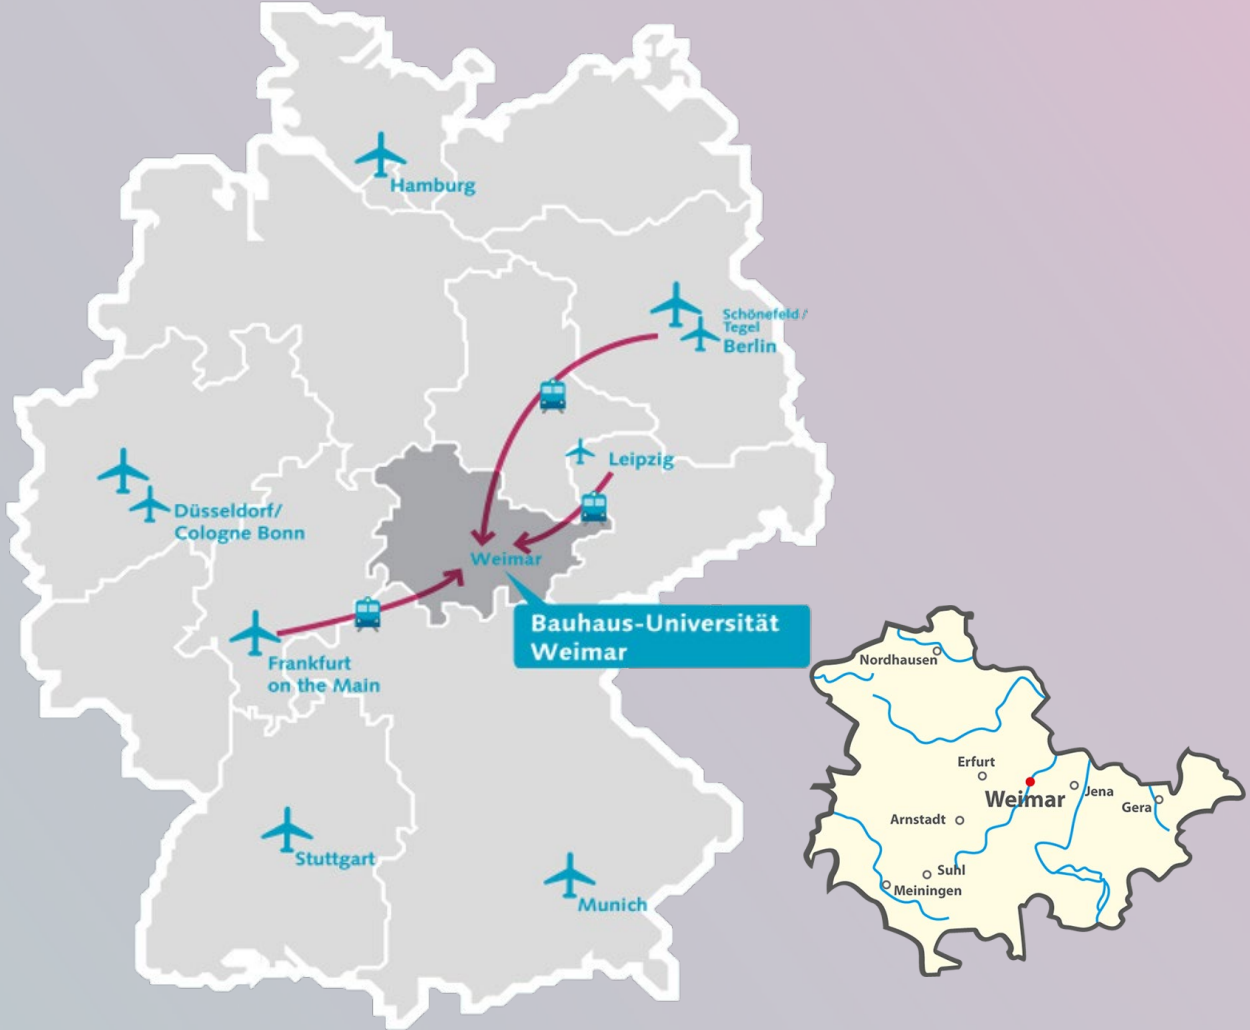 Hamburg
Schönefeld/
Tegel
Berlin
Leipzig
Düsseldorf/
Cologne Bonn
Weimar
Bauhaus-Universität
Weimar
Frankfurt
on the Main
Stuttgart
Munich
Nordhausen
Erfurt
Weimar
Jena
Gera
Arnstadt
Suhl
Meiningen